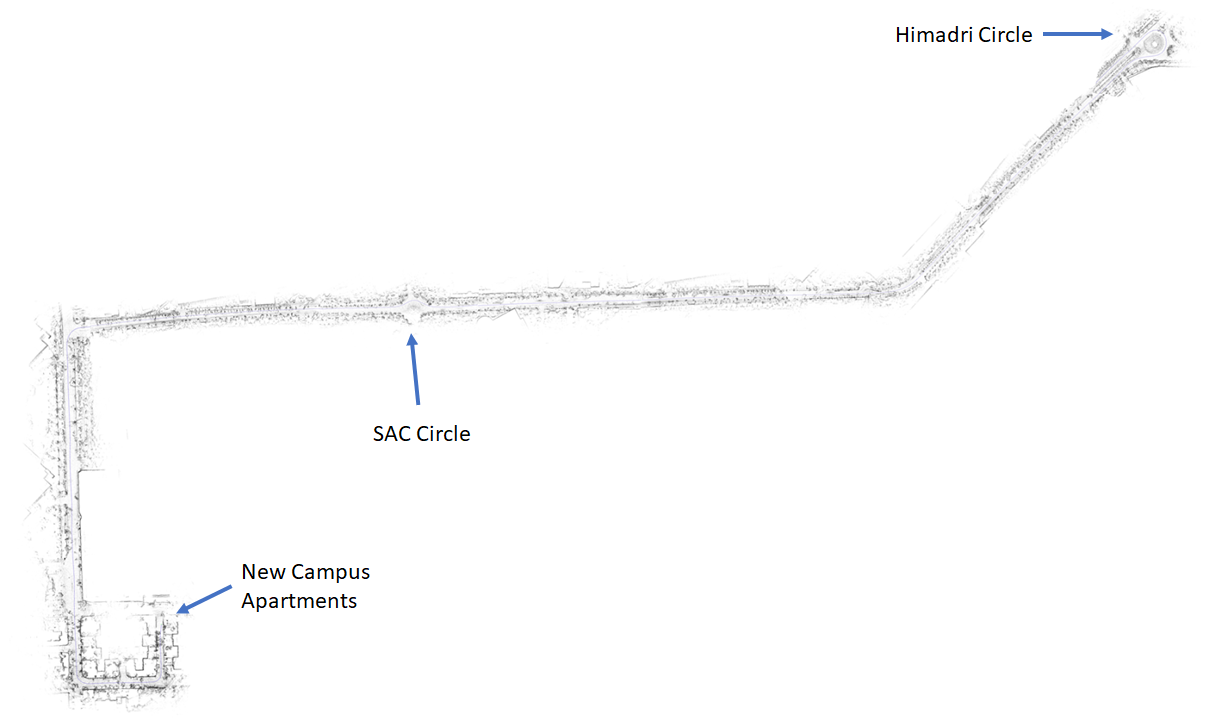 Himadri Circle
SAC Circle
New Campus
Apartments